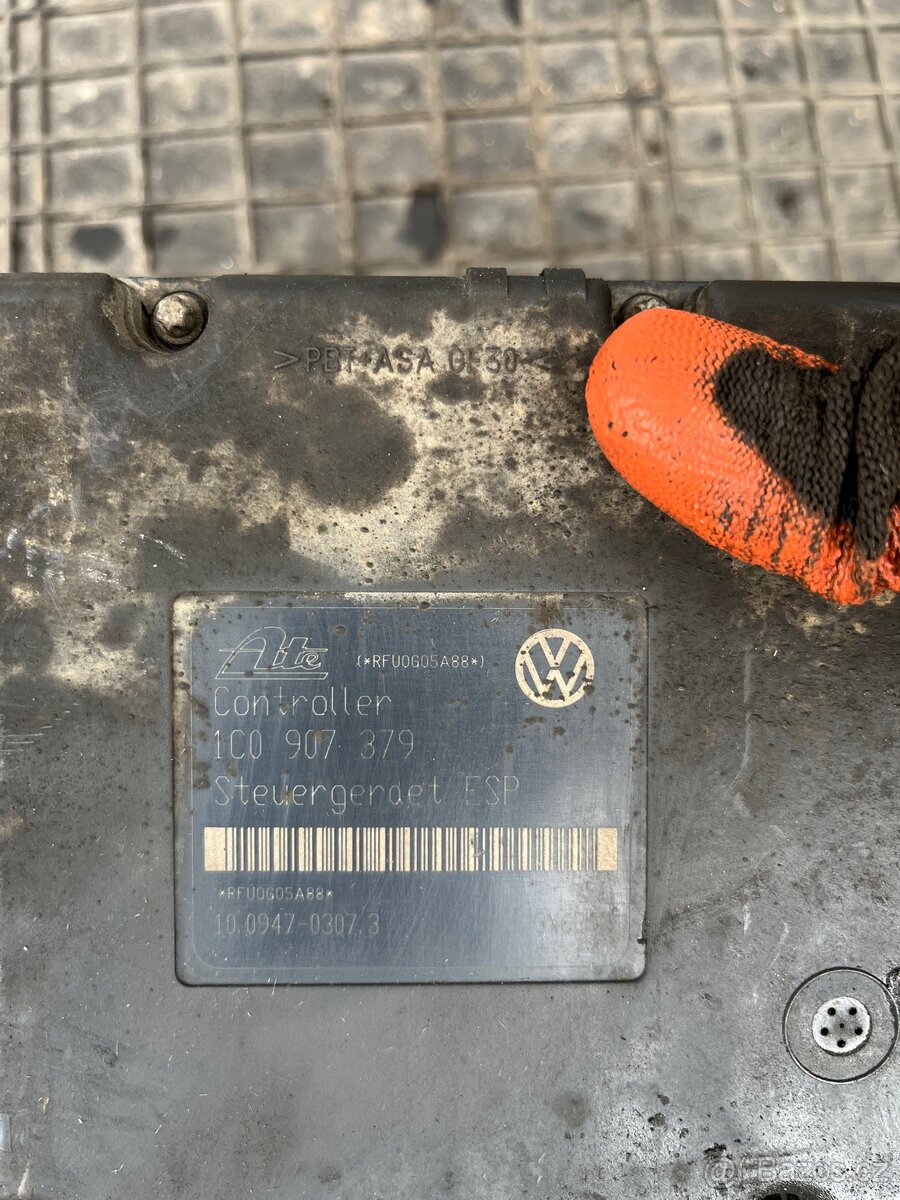 >PBT+ASA GF30<
Ate (*RFU0G05A88*)
Controller
1C0 907 379
Steuergeraet ESP
*RFU0G05A88*
10.0947-0307.3